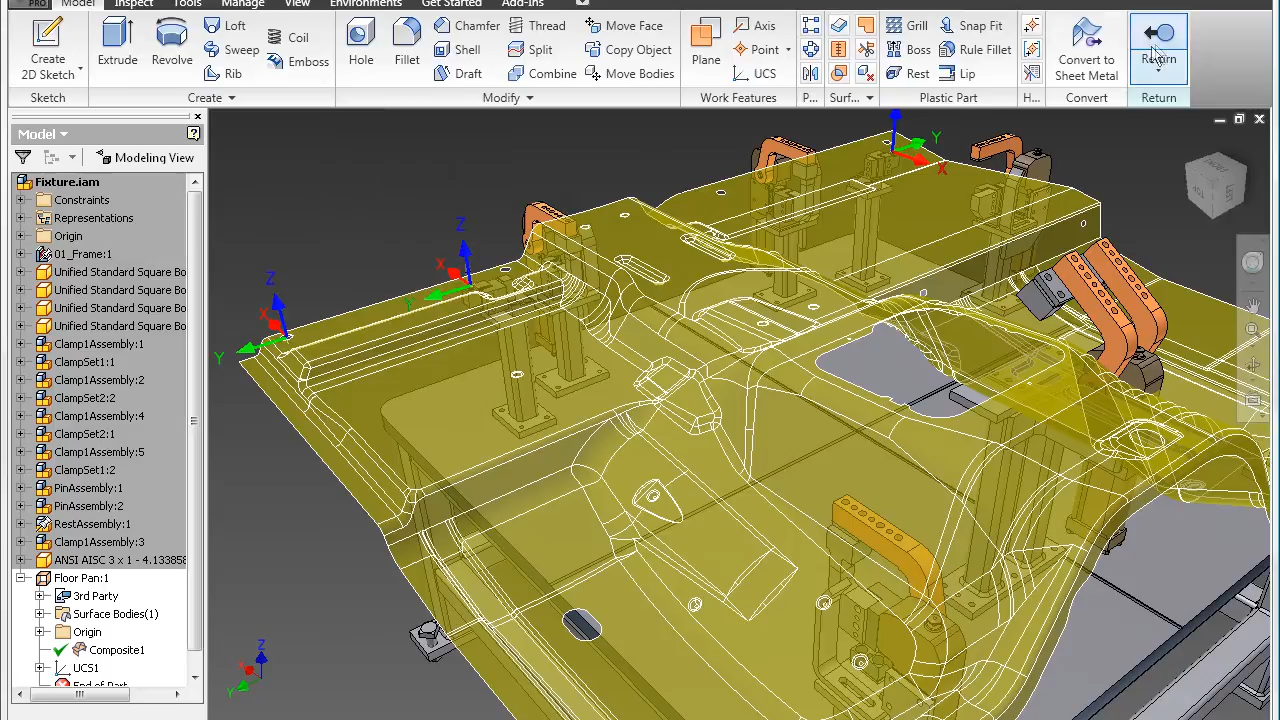 PRO Model Inspect Tools Manage View Environments Get Started Add-Ins
Create
2D Sketch
Extrude
Revolve
Loft
Sweep
Rib
Coil
Emboss
Hole
Fillet
Chamfer
Shell
Draft
Thread
Split
Combine
Move Face
Copy Object
Move Bodies
Plane
Axis
Point
UCS
Grill
Boss
Rest
Snap Fit
Rule Fillet
Lip
Convert to
Sheet Metal
Return
Sketch Create Modify Work Features P... Surf... Plastic Part H... Convert Return
Model
Modeling View
Fixture.iam
Constraints
Representations
Origin
01_Frame:1
Unified Standard Square Bo
Unified Standard Square Bo
Unified Standard Square Bo
Unified Standard Square Bo
Clamp1Assembly:1
ClampSet1:1
Clamp1Assembly:2
ClampSet2:2
Clamp1Assembly:4
ClampSet2:1
Clamp1Assembly:5
ClampSet1:2
PinAssembly:1
PinAssembly:2
RestAssembly:1
Clamp1Assembly:3
ANSI AISC 3 x 1 - 4.133858
Floor Pan:1
3rd Party
Surface Bodies(1)
Origin
Composite1
UCS1
End of Part
Y
X
Z
X
Y
Z
X
Y
Z
X
Y